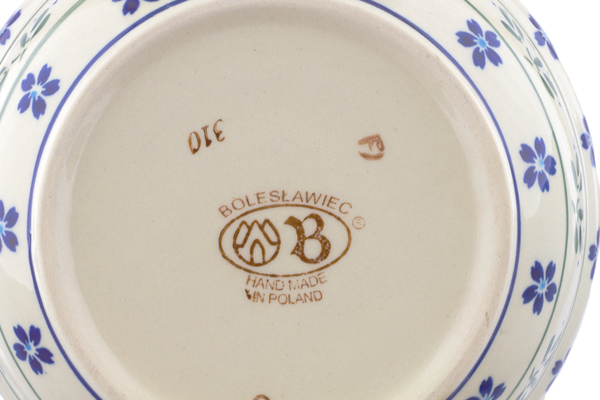 310
BOLESŁAWIEC
B ®
HAND MADE
IN POLAND